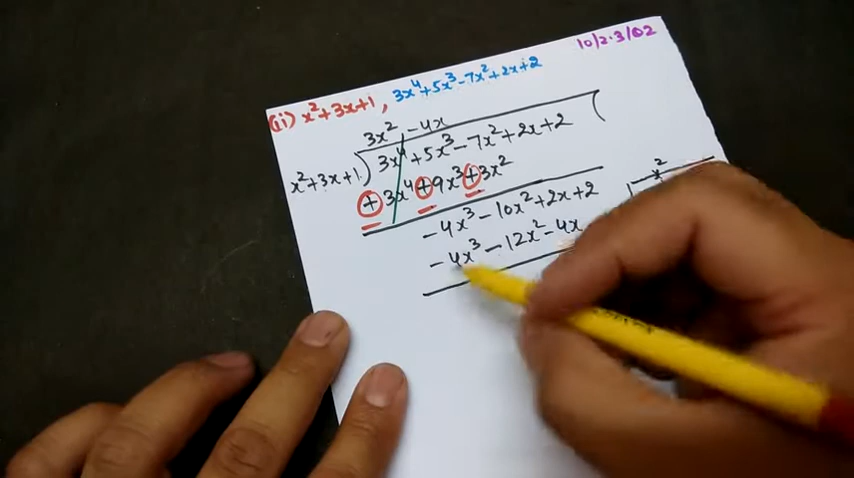 10/2.3/02
(ii) x²+3x+1, 3x⁴+5x³-7x²+2x+2
3x² -4x
x²+3x+1) 3x⁴+5x³-7x²+2x+2 (
+3x⁴+9x³+3x²
-4x³-10x²+2x+2
-4x³-12x²-4x